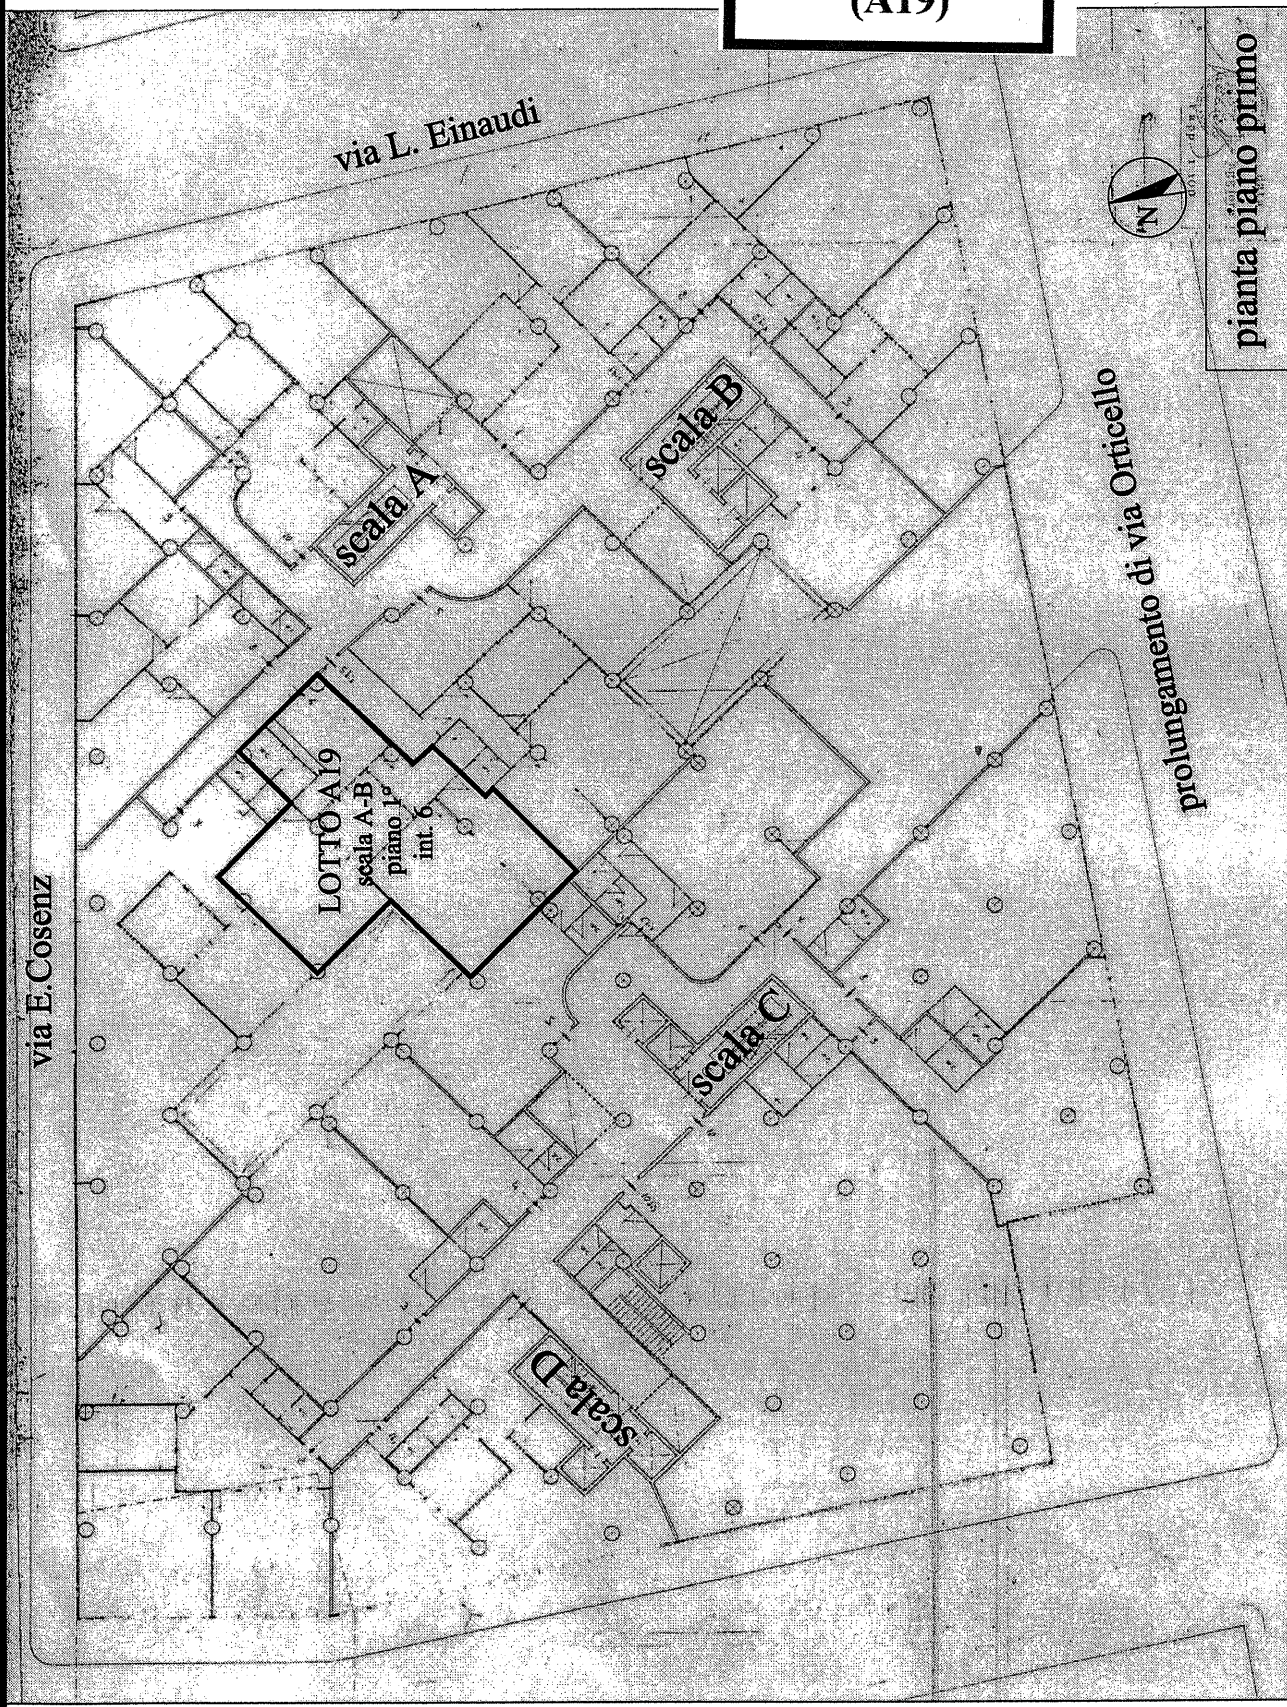 (A19)
via L. Einaudi
pianta piano primo
N
scala B
scala A
prolungamento di via Orticello
LOTTO A19
scala A-B
piano 1º
int. 6
via E.Cosenz
scala C
scala D